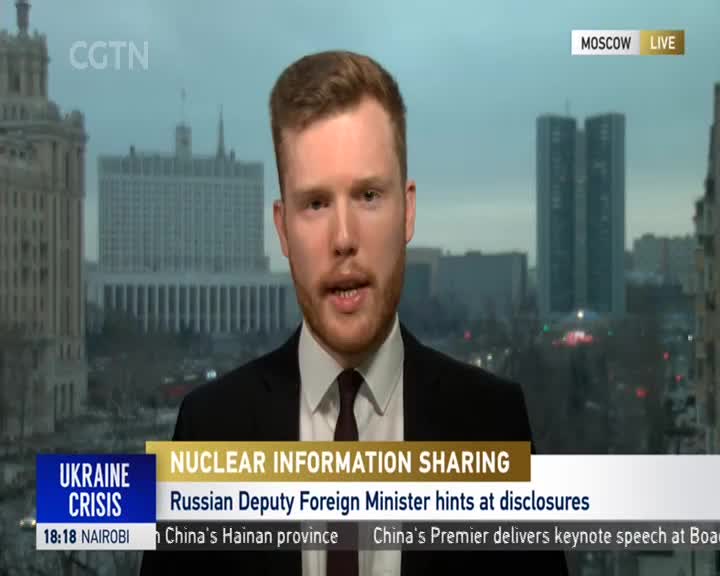 CGTN
MOSCOW LIVE
NUCLEAR INFORMATION SHARING
UKRAINE
CRISIS
Russian Deputy Foreign Minister hints at disclosures
18:18 NAIROBI
China's Hainan province China's Premier delivers keynote speech at Boa